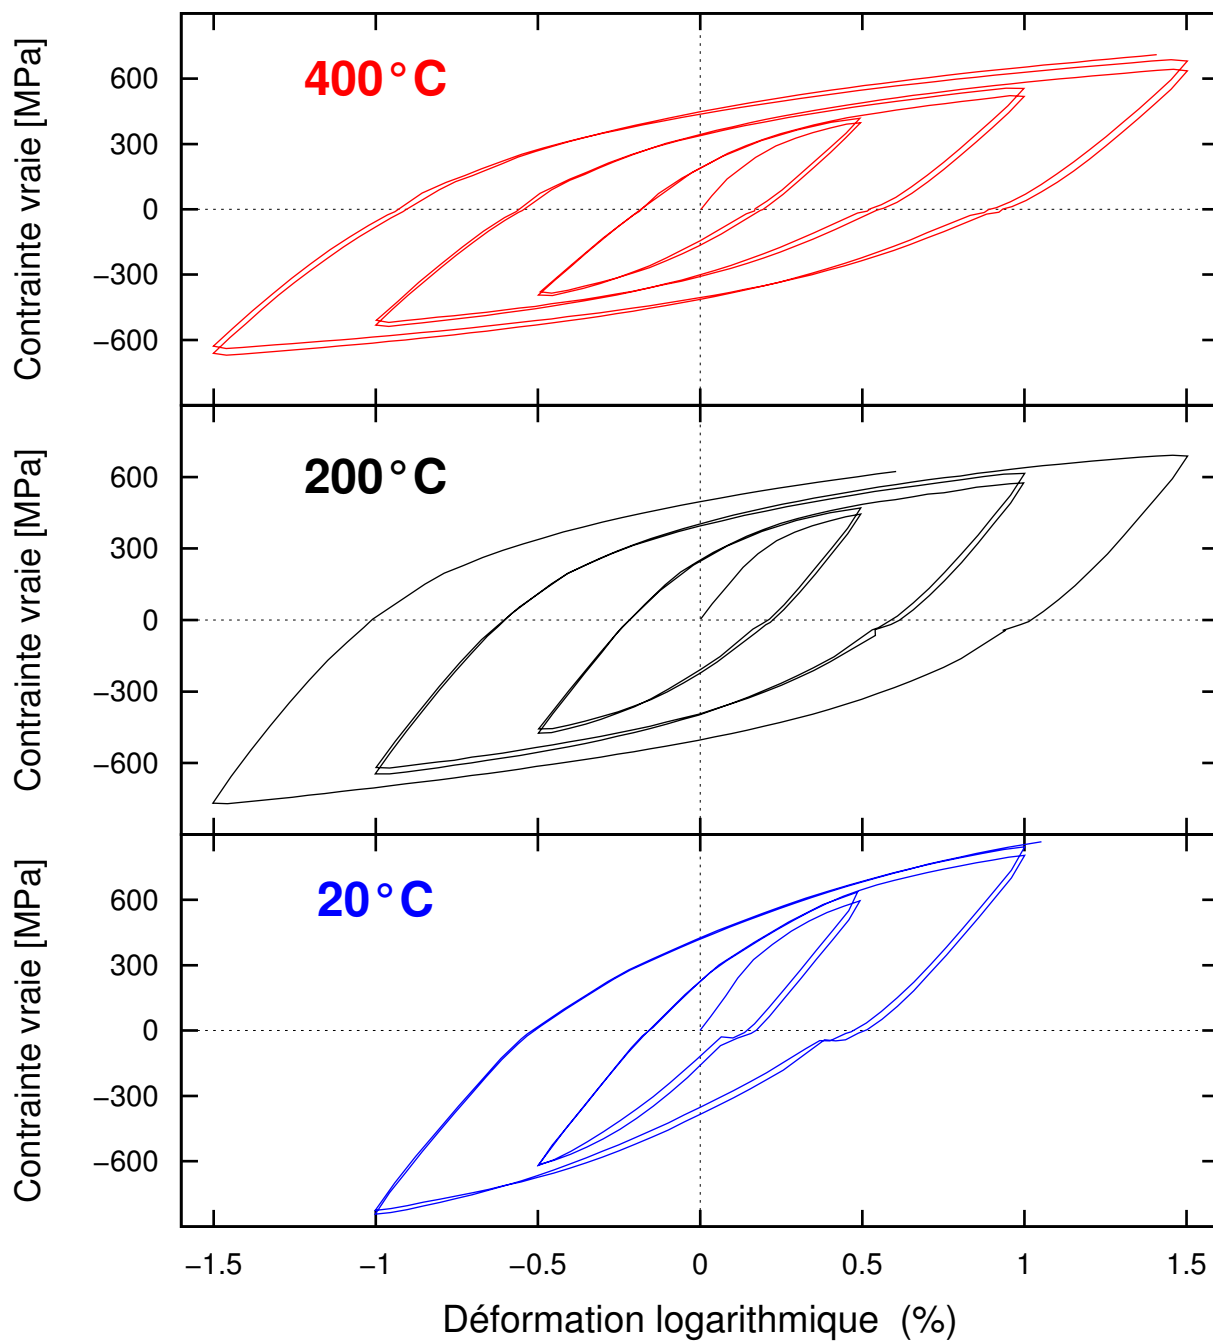 400°C
Contrainte vraie [MPa]
600
300
0
−300
−600
200°C
Contrainte vraie [MPa]
600
300
0
−300
−600
20°C
Contrainte vraie [MPa]
600
300
0
−300
−600
−1.5 −1 −0.5 0 0.5 1 1.5
Déformation logarithmique (%)